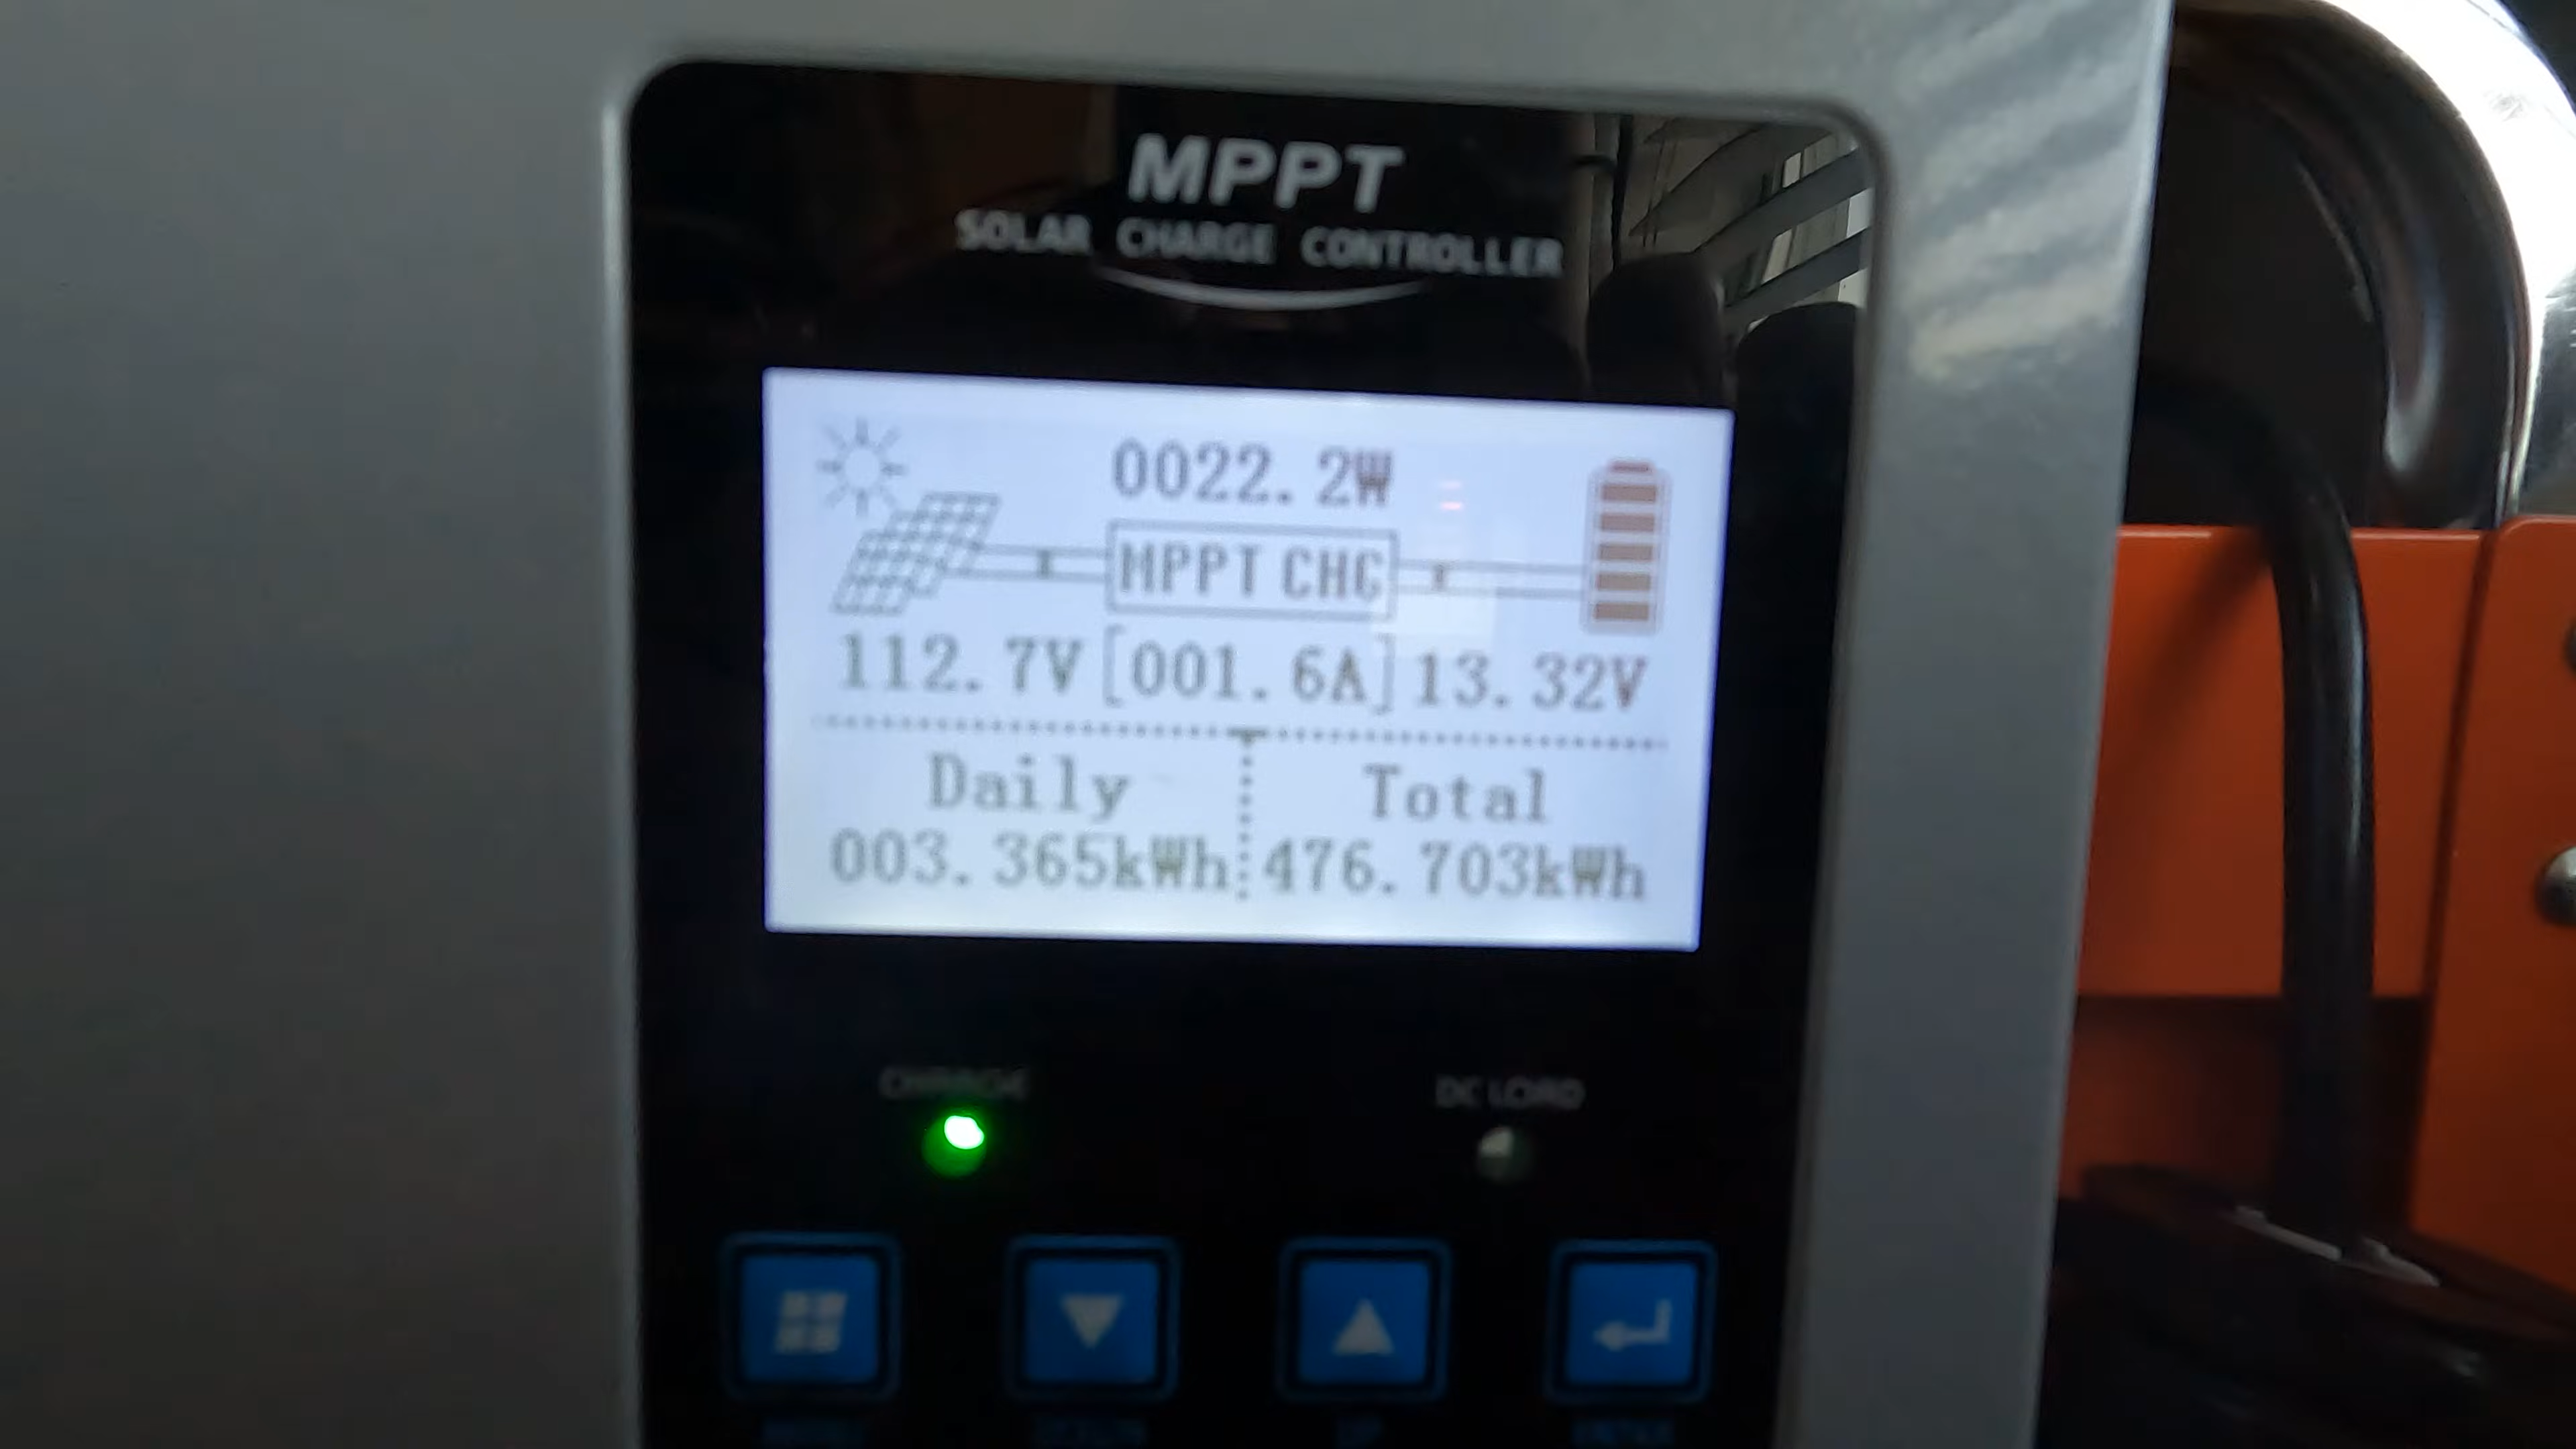 MPPT
SOLAR CHARGE CONTROLLER
0022.2W
MPPT CHG
112.7V [001.6A] 13.32V
Daily Total
003.365kWh 476.703kWh
CHARGE DC LOAD